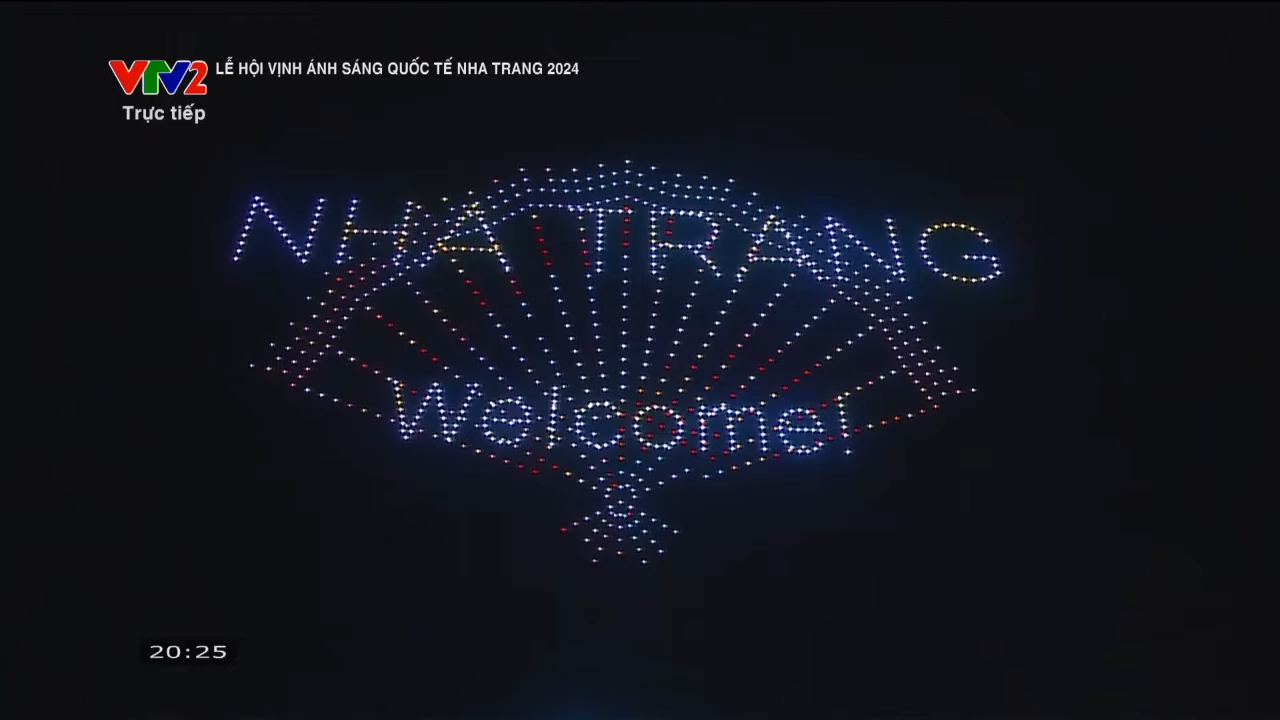 VTV2 LỄ HỘI VỊNH ÁNH SÁNG QUỐC TẾ NHA TRANG 2024
Trực tiếp
NHA TRANG
Welcome!
20:25